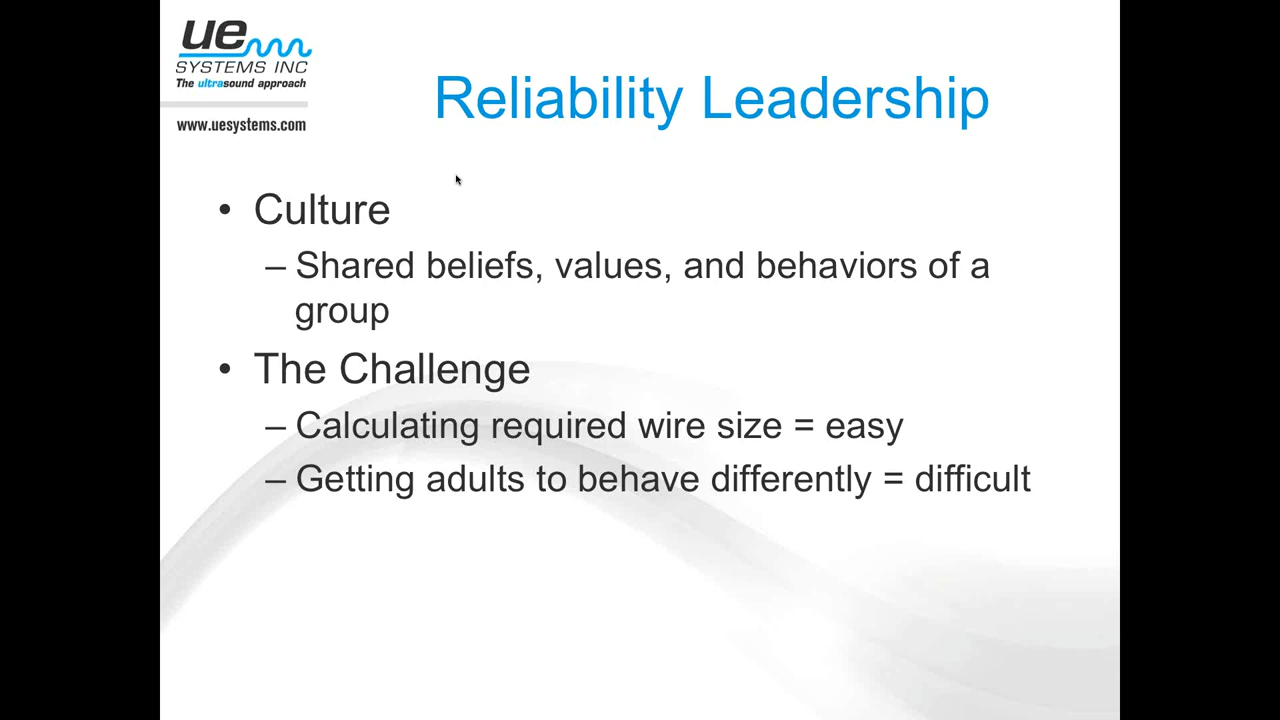 ue
SYSTEMS INC
The ultrasound approach
www.uesystems.com
Reliability Leadership
• Culture
– Shared beliefs, values, and behaviors of a
group
• The Challenge
– Calculating required wire size = easy
– Getting adults to behave differently = difficult